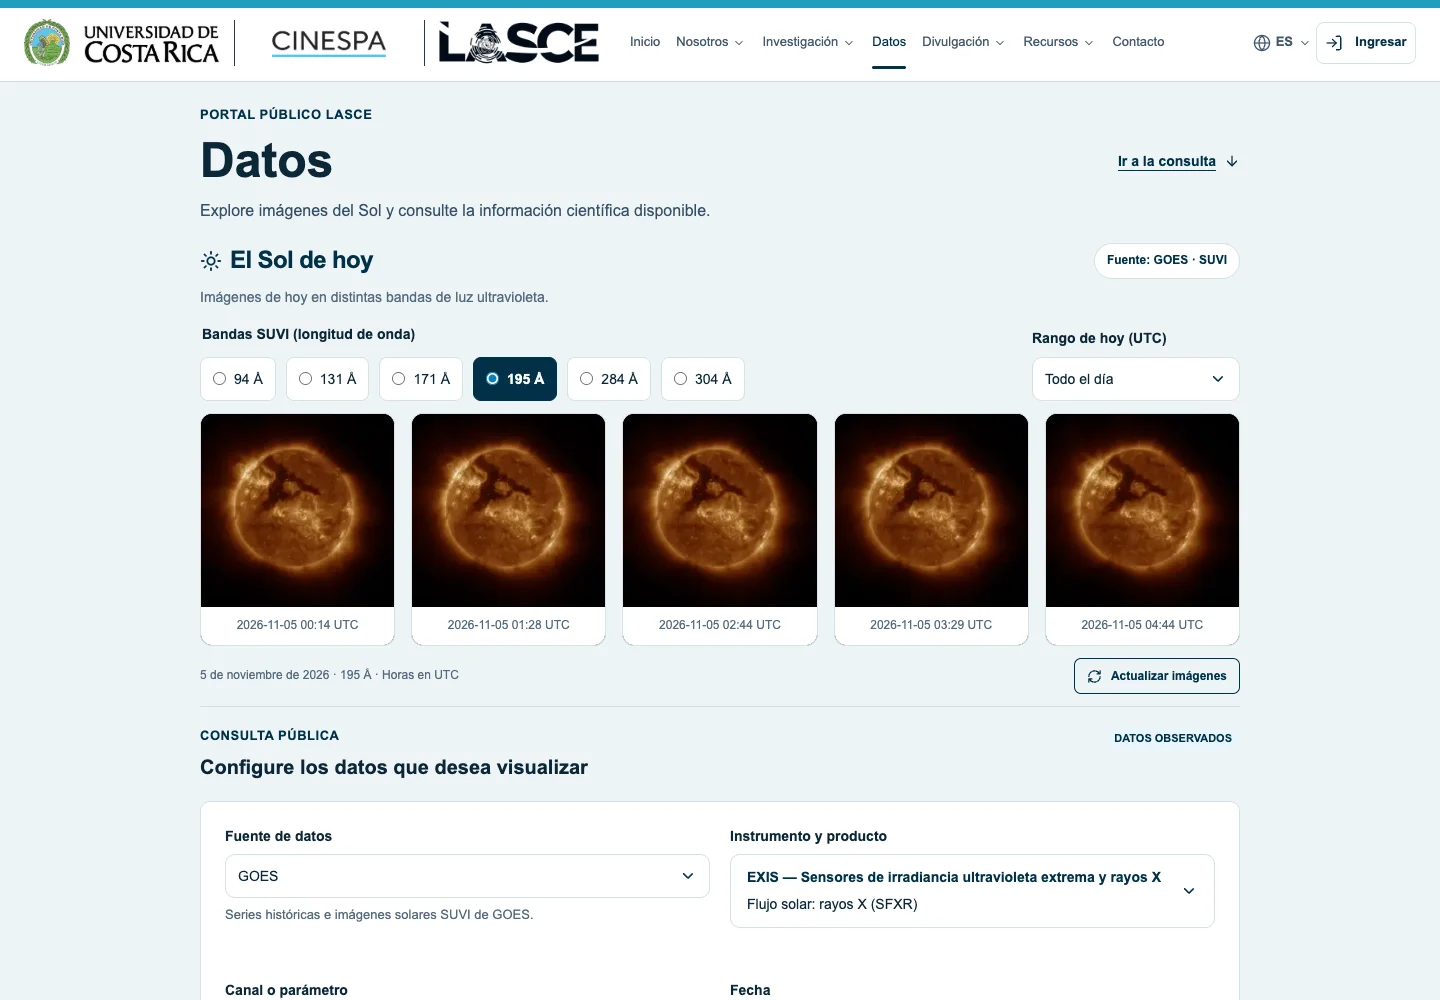 UNIVERSIDAD DE
COSTA RICA
CINESPA
LASCE
Inicio
Nosotros
Investigación
Datos
Divulgación
Recursos
Contacto
ES
Ingresar
PORTAL PÚBLICO LASCE
Datos
Ir a la consulta
Explore imágenes del Sol y consulte la información científica disponible.
El Sol de hoy
Fuente: GOES · SUVI
Imágenes de hoy en distintas bandas de luz ultravioleta.
Bandas SUVI (longitud de onda)
Rango de hoy (UTC)
94 Å
131 Å
171 Å
195 Å
284 Å
304 Å
Todo el día
2026-11-05 00:14 UTC
2026-11-05 01:28 UTC
2026-11-05 02:44 UTC
2026-11-05 03:29 UTC
2026-11-05 04:44 UTC
5 de noviembre de 2026 · 195 Å · Horas en UTC
Actualizar imágenes
CONSULTA PÚBLICA
DATOS OBSERVADOS
Configure los datos que desea visualizar
Fuente de datos
GOES
Series históricas e imágenes solares SUVI de GOES.
Instrumento y producto
EXIS — Sensores de irradiancia ultravioleta extrema y rayos X
Flujo solar: rayos X (SFXR)
Canal o parámetro
Fecha